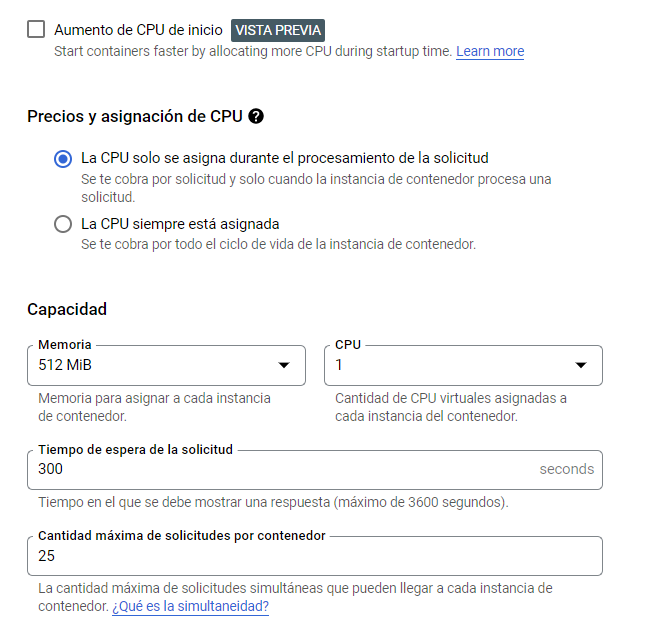 Aumento de CPU de inicio VISTA PREVIA
Start containers faster by allocating more CPU during startup time. Learn more
Precios y asignación de CPU ?
La CPU solo se asigna durante el procesamiento de la solicitud
Se te cobra por solicitud y solo cuando la instancia de contenedor procesa una
solicitud.
La CPU siempre está asignada
Se te cobra por todo el ciclo de vida de la instancia de contenedor.
Capacidad
Memoria
512 MiB
Memoria para asignar a cada instancia
de contenedor.
CPU
1
Cantidad de CPU virtuales asignadas a
cada instancia del contenedor.
Tiempo de espera de la solicitud
300 seconds
Tiempo en el que se debe mostrar una respuesta (máximo de 3600 segundos).
Cantidad máxima de solicitudes por contenedor
25
La cantidad máxima de solicitudes simultáneas que pueden llegar a cada instancia de
contenedor. ¿Qué es la simultaneidad?